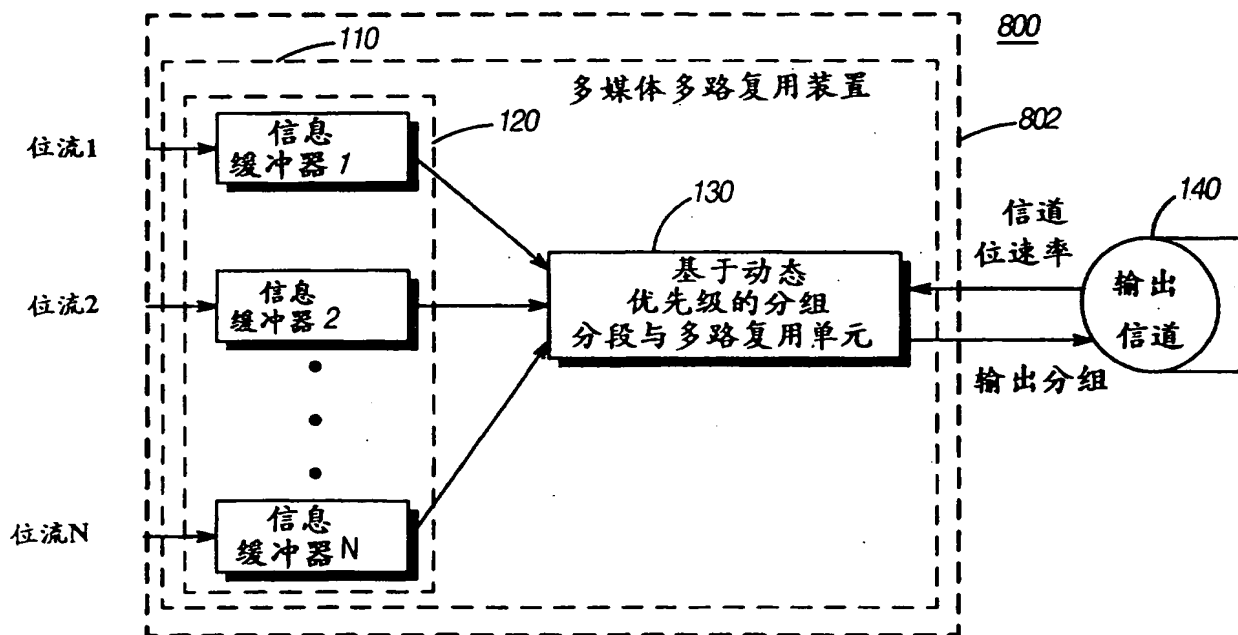 800
110
多媒体多路复用装置
120
802
位流1
信息
缓冲器1
130
信道
位速率
140
位流2
信息
缓冲器2
基于动态
优先级的分组
分段与多路复用单元
输出
信道
输出分组
位流N
信息
缓冲器N